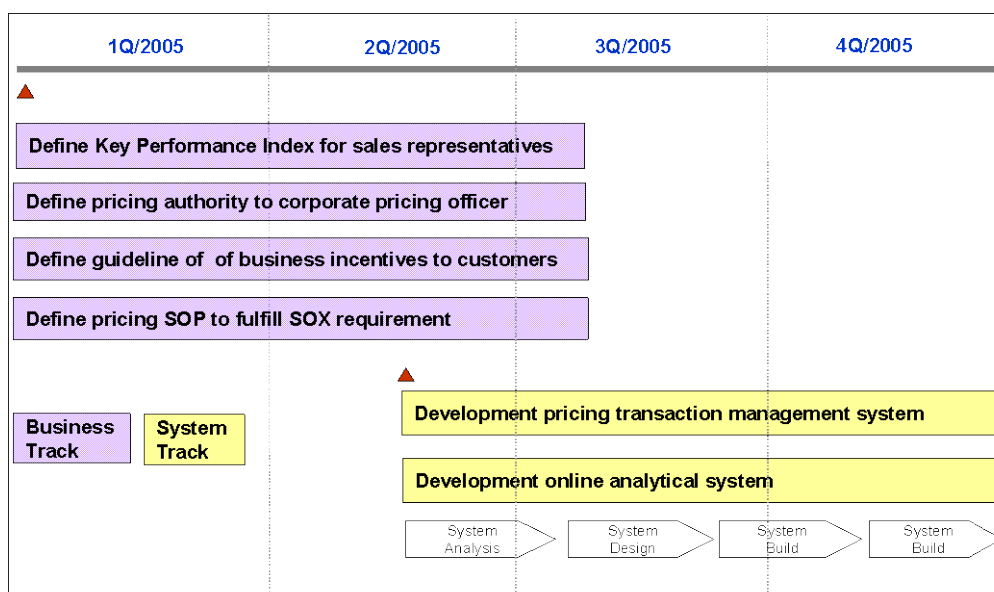 1Q/2005 2Q/2005 3Q/2005 4Q/2005
Define Key Performance Index for sales representatives
Define pricing authority to corporate pricing officer
Define guideline of  of business incentives to customers
Define pricing SOP to fulfill SOX requirement
Business
Track
System
Track
Development pricing transaction management system
Development online analytical system
System
Analysis
System
Design
System
Build
System
Build